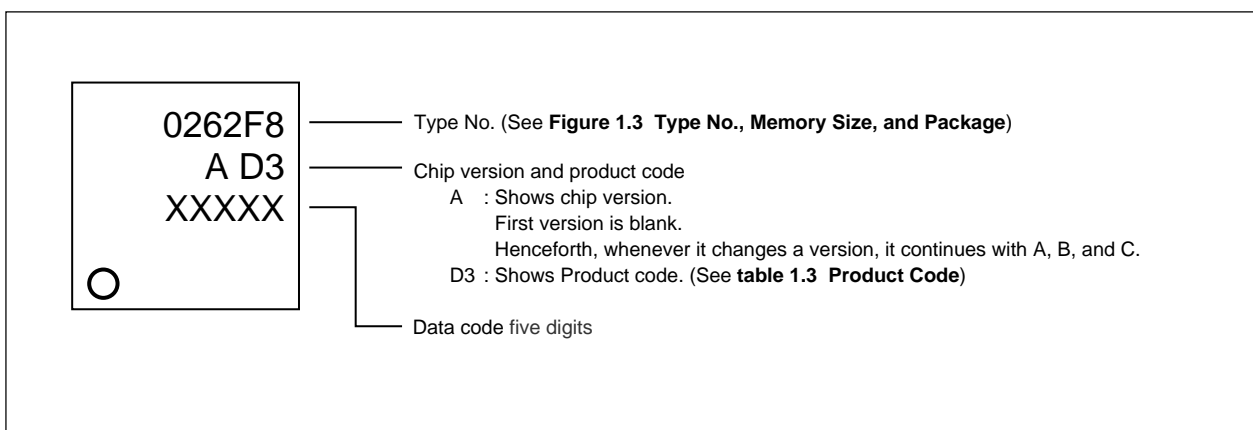 0262F8
A D3
XXXXX
Type No. (See Figure 1.3 Type No., Memory Size, and Package)
Chip version and product code
A : Shows chip version.
First version is blank.
Henceforth, whenever it changes a version, it continues with A, B, and C.
D3 : Shows Product code. (See table 1.3 Product Code)
Data code five digits